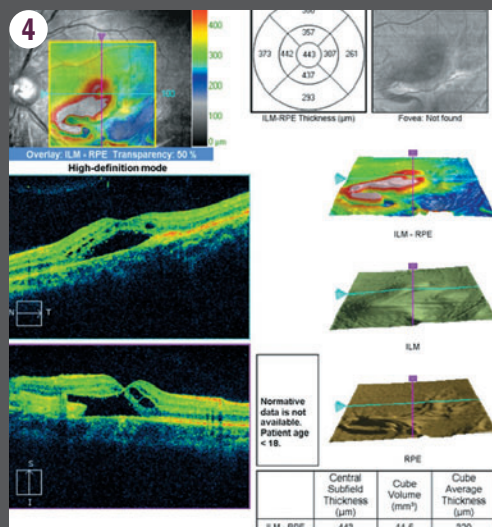 4
400
300
200
100
0 µm
357
373 442 443 307 261
437
293
ILM-RPE Thickness (µm)
Fovea: Not found
Overlay: ILM - RPE Transparency: 50 %
High-definition mode
N T
S
I
ILM - RPE
ILM
RPE
Normative
data is not
available.
Patient age
< 18.
Central
Subfield
Thickness
(µm)
Cube
Volume
(mm³)
Cube
Average
Thickness
(µm)